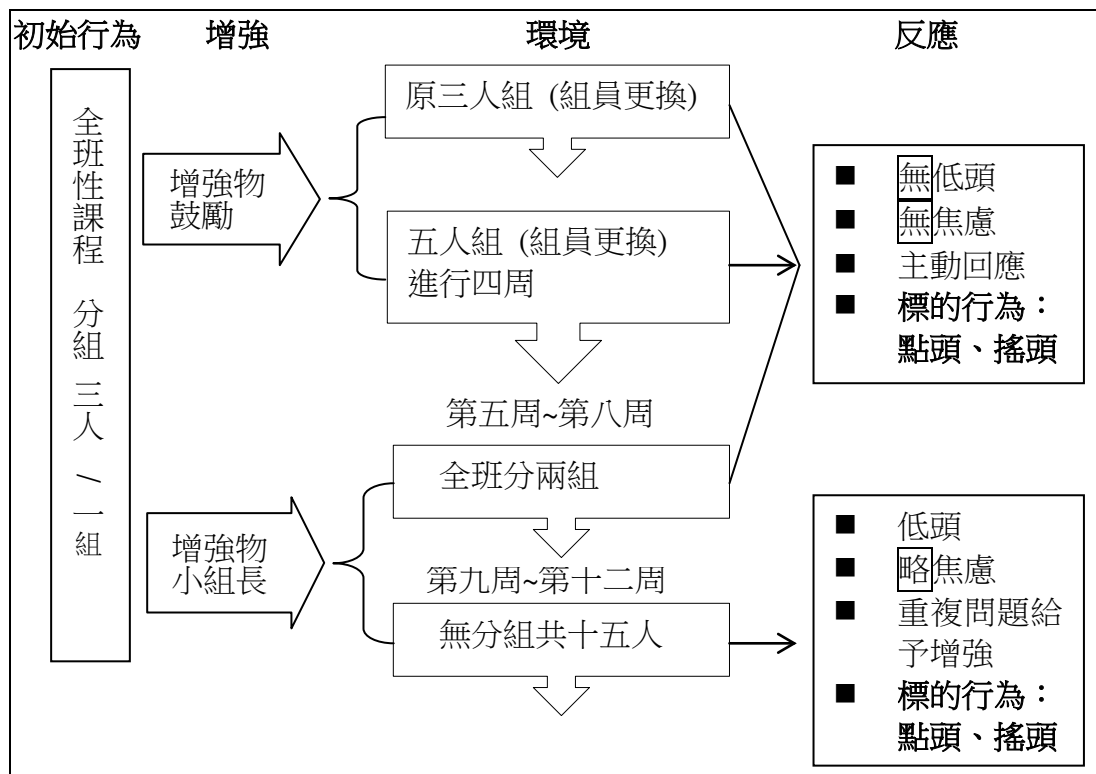 初始行為 增強 環境 反應
全班性課程 分組 三人 / 一組
增強物
鼓勵
原三人組 (組員更換)
五人組 (組員更換)
進行四周
第五周~第八周
增強物
小組長
全班分兩組
第九周~第十二周
無分組共十五人
■ 無低頭
■ 無焦慮
■ 主動回應
■ 標的行為：
點頭、搖頭
■ 低頭
■ 略焦慮
■ 重複問題給
予增強
■ 標的行為：
點頭、搖頭